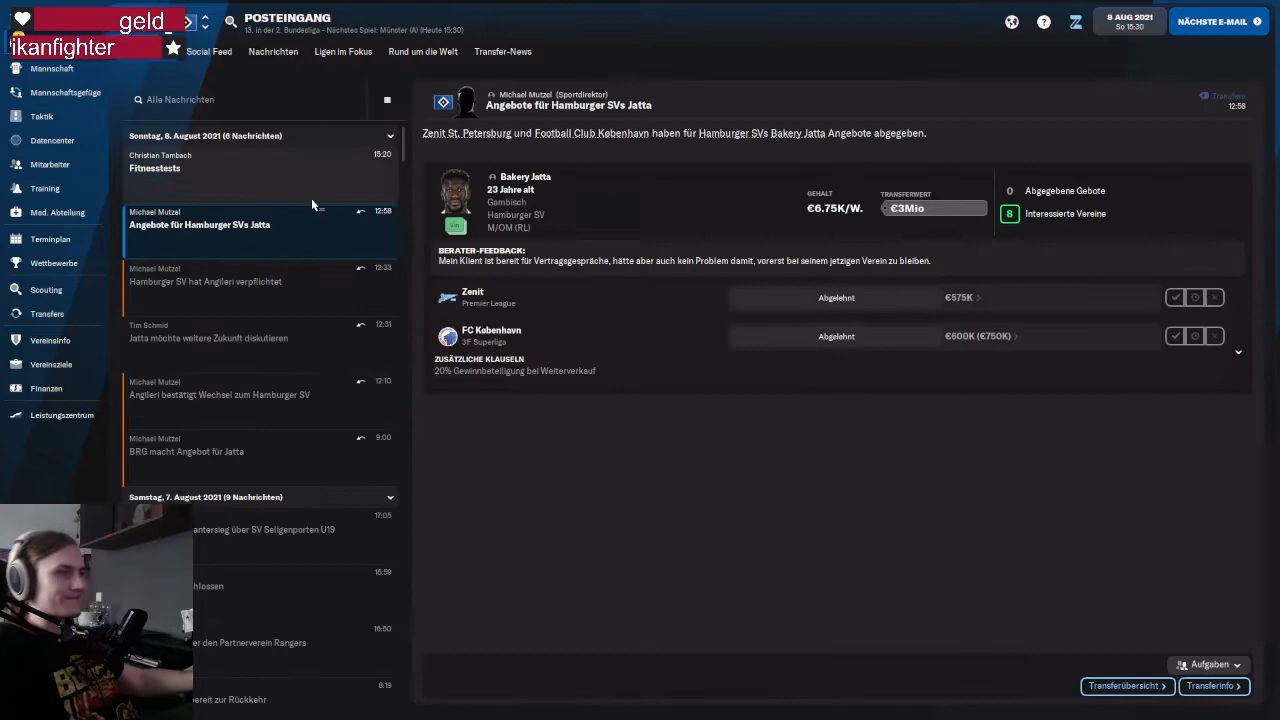 geld_
ikanfighter
POSTEINGANG
13. in der 2. Bundesliga - Nächstes Spiel: Münster (A) (Heute 15:30)
8 AUG 2021
So 15:30
NÄCHSTE E-MAIL
Social Feed
Nachrichten
Ligen im Fokus
Rund um die Welt
Transfer-News
Mannschaft
Mannschaftsgefüge
Taktik
Datencenter
Mitarbeiter
Training
Med. Abteilung
Terminplan
Wettbewerbe
Scouting
Transfers
Vereinsinfo
Vereinsziele
Finanzen
Leistungszentrum
Alle Nachrichten
Sonntag, 8. August 2021 (6 Nachrichten)
Christian Tambach 15:20
Fitnesstests
Michael Mutzel 12:58
Angebote für Hamburger SVs Jatta
Michael Mutzel 12:33
Hamburger SV hat Angileri verpflichtet
Tim Schmid 12:31
Jatta möchte weitere Zukunft diskutieren
Michael Mutzel 12:10
Angileri bestätigt Wechsel zum Hamburger SV
Michael Mutzel 9:00
BRG macht Angebot für Jatta
Samstag, 7. August 2021 (9 Nachrichten)
17:05
antersieg über SV Seligenporten U19
16:59
hlossen
16:50
er den Partnerverein Rangers
8:19
ereit zur Rückkehr
Michael Mutzel (Sportdirektor)
Angebote für Hamburger SVs Jatta
Transfers
12:58
Zenit St. Petersburg und Football Club København haben für Hamburger SVs Bakery Jatta Angebote abgegeben.
Bakery Jatta
23 Jahre alt
Gambisch
Hamburger SV
M/OM (RL)
GEHALT
€6.75K/W.
TRANSFERWERT
€3Mio
0 Abgegebene Gebote
8 Interessierte Vereine
BERATER-FEEDBACK:
Mein Klient ist bereit für Vertragsgespräche, hätte aber auch kein Problem damit, vorerst bei seinem jetzigen Verein zu bleiben.
Zenit
Premier League
Abgelehnt
€575K
FC København
3F Superliga
Abgelehnt
€600K (€750K)
ZUSÄTZLICHE KLAUSELN
20% Gewinnbeteiligung bei Weiterverkauf
Aufgaben
Transferübersicht
Transferinfo